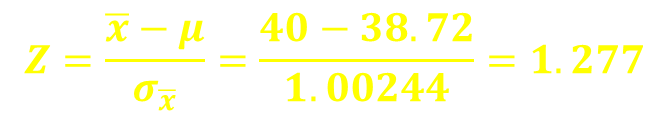 Z = (x̅ − μ) / σ_x̅ = (40 − 38.72) / 1.00244 = 1.277